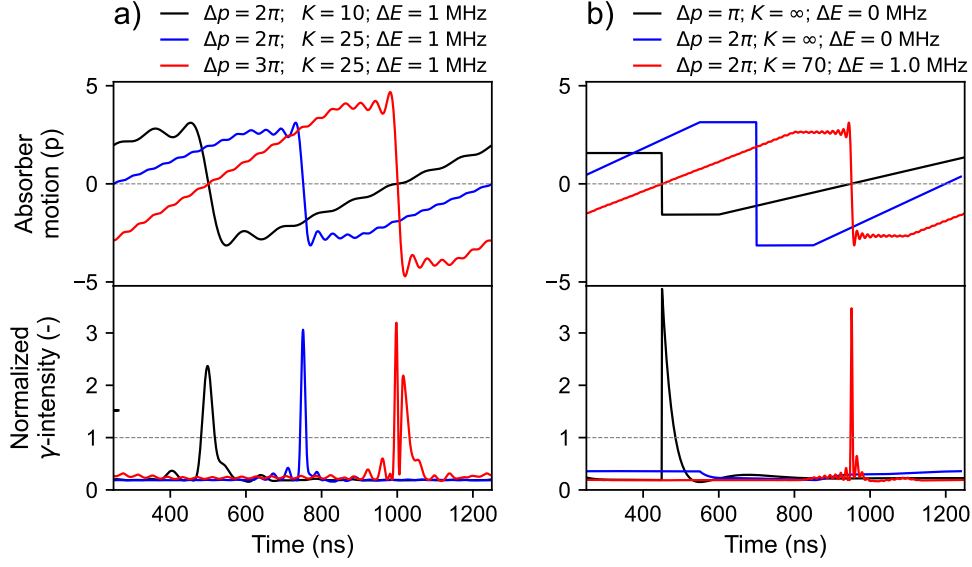 a)
Δp = 2π; K = 10; ΔE = 1 MHz
Δp = 2π; K = 25; ΔE = 1 MHz
Δp = 3π; K = 25; ΔE = 1 MHz
b)
Δp = π; K = ∞; ΔE = 0 MHz
Δp = 2π; K = ∞; ΔE = 0 MHz
Δp = 2π; K = 70; ΔE = 1.0 MHz
Absorber
motion (p)
5
0
−5
Normalized
γ-intensity (-)
3
2
1
0
400 600 800 1000 1200
Time (ns)
3
2
1
0
400 600 800 1000 1200
Time (ns)